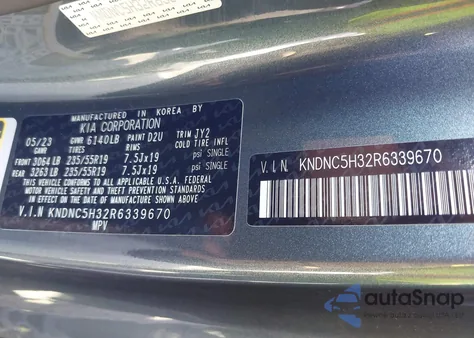 MANUFACTURED IN KOREA BY
KIA CORPORATION
05/23 GVWR 6140LB PAINT D2U TRIM JY2
GAWR TIRES RIMS COLD TIRE INFL
FRONT 3064 LB 235/55R19 7.5Jx19 psi SINGLE
REAR 3263 LB 235/55R19 7.5Jx19 psi SINGLE
THIS VEHICLE CONFORMS TO ALL APPLICABLE U.S.A. FEDERAL
MOTOR VEHICLE SAFETY AND THEFT PREVENTION STANDARDS
IN EFFECT ON THE DATE OF MANUFACTURE SHOWN ABOVE.
V.I.N KNDNC5H32R6339670
MPV
V.I.N. KNDNC5H32R6339670
autoSnap